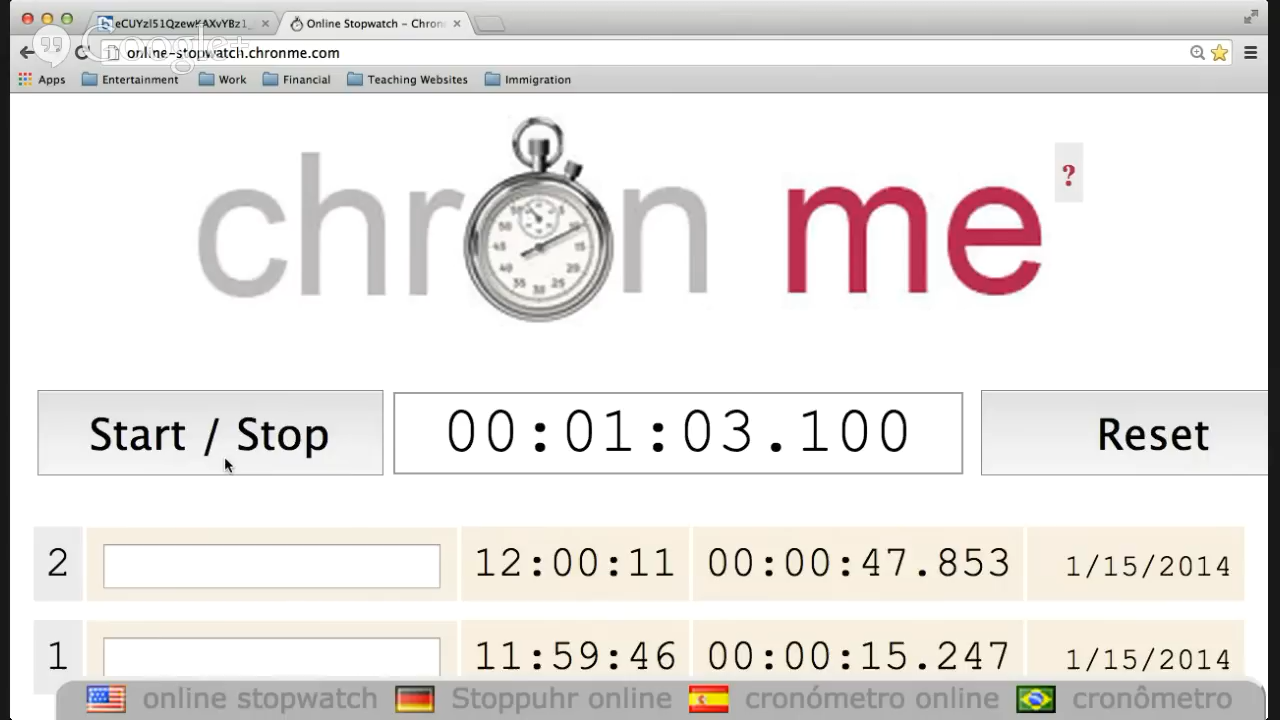 eCUYzl51QzewKAXvYBz1_ Online Stopwatch – Chron
Google+
online-stopwatch.chronme.com
Apps Entertainment Work Financial Teaching Websites Immigration
chron me ?
Start / Stop 00:01:03.100 Reset
2 12:00:11 00:00:47.853 1/15/2014
1 11:59:46 00:00:15.247 1/15/2014
online stopwatch Stoppuhr online cronómetro online cronômetro